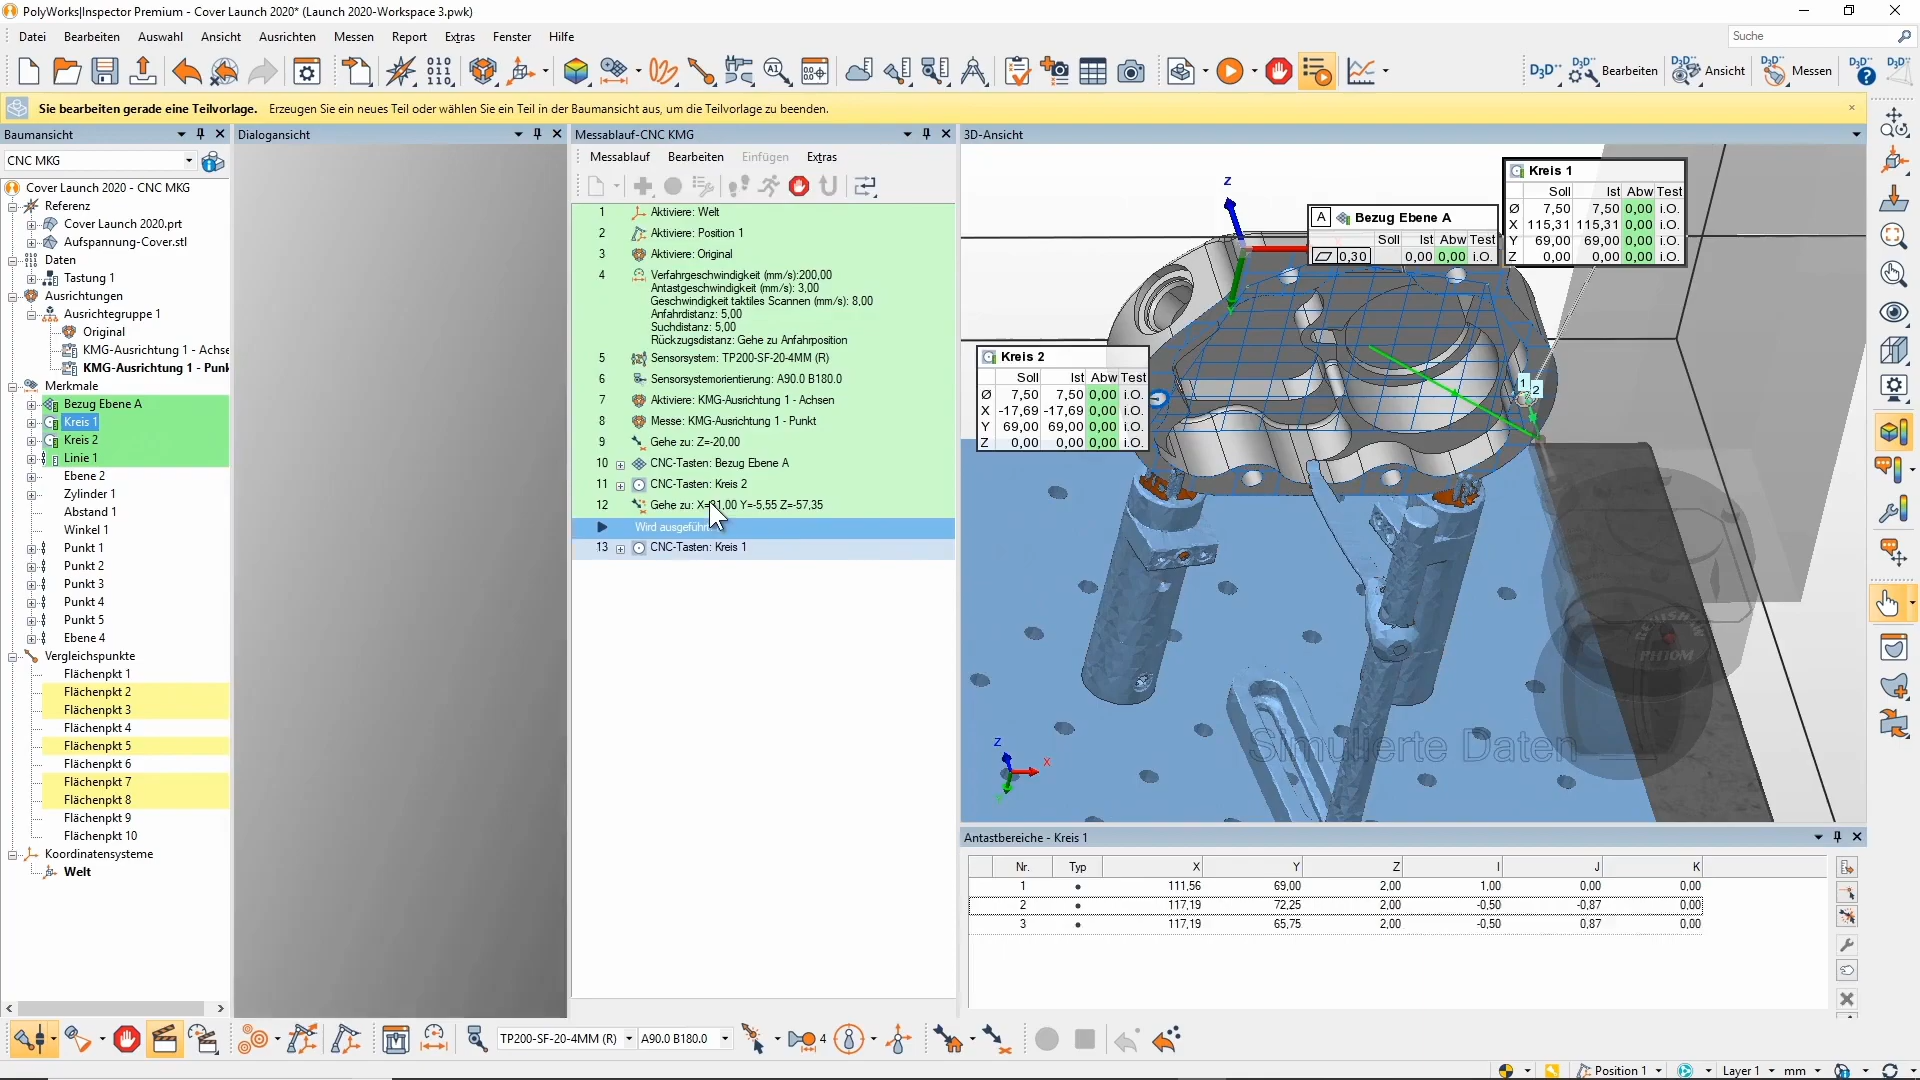 PolyWorks|Inspector Premium - Cover Launch 2020* (Launch 2020-Workspace 3.pwk)
Datei Bearbeiten Auswahl Ansicht Ausrichten Messen Report Extras Fenster Hilfe
Suche
D3D Bearbeiten D3D Ansicht D3D Messen D3D D3D
Sie bearbeiten gerade eine Teilvorlage. Erzeugen Sie ein neues Teil oder wählen Sie ein Teil in der Baumansicht aus, um die Teilvorlage zu beenden.
Baumansicht
CNC MKG
Cover Launch 2020 - CNC MKG
Referenz
Cover Launch 2020.prt
Aufspannung-Cover.stl
Daten
Tastung 1
Ausrichtungen
Ausrichtegruppe 1
Original
KMG-Ausrichtung 1 - Achse
KMG-Ausrichtung 1 - Punk
Merkmale
Bezug Ebene A
Kreis 1
Kreis 2
Linie 1
Ebene 2
Zylinder 1
Abstand 1
Winkel 1
Punkt 1
Punkt 2
Punkt 3
Punkt 4
Punkt 5
Ebene 4
Vergleichspunkte
Flächenpkt 1
Flächenpkt 2
Flächenpkt 3
Flächenpkt 4
Flächenpkt 5
Flächenpkt 6
Flächenpkt 7
Flächenpkt 8
Flächenpkt 9
Flächenpkt 10
Koordinatensysteme
Welt
Dialogansicht
Messablauf-CNC KMG
Messablauf Bearbeiten Einfügen Extras
1 Aktiviere: Welt
2 Aktiviere: Position 1
3 Aktiviere: Original
4 Verfahrgeschwindigkeit (mm/s):200,00
Antastgeschwindigkeit (mm/s): 3,00
Geschwindigkeit taktiles Scannen (mm/s): 8,00
Anfahrdistanz: 5,00
Suchdistanz: 5,00
Rückzugsdistanz: Gehe zu Anfahrposition
5 Sensorsystem: TP200-SF-20-4MM (R)
6 Sensorsystemorientierung: A90.0 B180.0
7 Aktiviere: KMG-Ausrichtung 1 - Achsen
8 Messe: KMG-Ausrichtung 1 - Punkt
9 Gehe zu: Z=-20,00
10 CNC-Tasten: Bezug Ebene A
11 CNC-Tasten: Kreis 2
12 Gehe zu: X= 1,00 Y=-5,55 Z=-57,35
Wird ausgeführ
13 CNC-Tasten: Kreis 1
3D-Ansicht
Kreis 1
Soll Ist Abw Test
Ø 7,50 7,50 0,00 i.O.
X 115,31 115,31 0,00 i.O.
Y 69,00 69,00 0,00 i.O.
Z 0,00 0,00 0,00 i.O.
A Bezug Ebene A
Soll Ist Abw Test
0,30 0,00 0,00 i.O.
Kreis 2
Soll Ist Abw Test
Ø 7,50 7,50 0,00 i.O.
X -17,69 -17,69 0,00 i.O.
Y 69,00 69,00 0,00 i.O.
Z 0,00 0,00 0,00 i.O.
Z
1 2
RENISHAW
PH10M
Simulierte Daten
Z
X
Y
Antastbereiche - Kreis 1
Nr. Typ X Y Z I J K
1 111,56 69,00 2,00 1,00 0,00 0,00
2 117,19 72,25 2,00 -0,50 -0,87 0,00
3 117,19 65,75 2,00 -0,50 0,87 0,00
TP200-SF-20-4MM (R) A90.0 B180.0 4
Position 1 Layer 1 mm